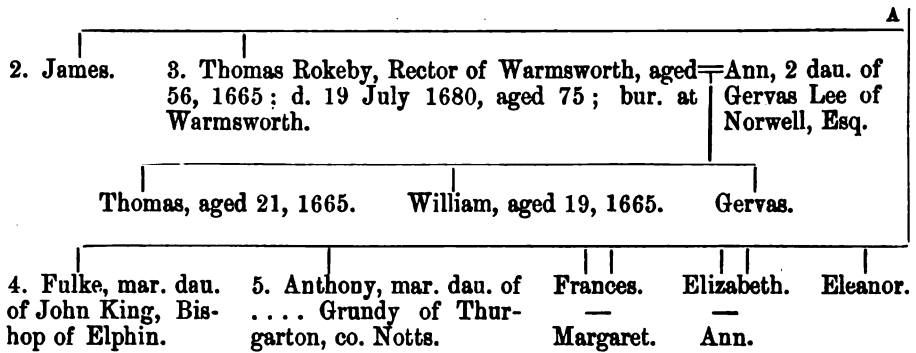 A
2. James.
3. Thomas Rokeby, Rector of Warmsworth, aged
56, 1665 ; d. 19 July 1680, aged 75 ; bur. at
Warmsworth.
Ann, 2 dau. of
Gervas Lee of
Norwell, Esq.
Thomas, aged 21, 1665.
William, aged 19, 1665.
Gervas.
4. Fulke, mar. dau.
of John King, Bis-
hop of Elphin.
5. Anthony, mar. dau. of
.... Grundy of Thur-
garton, co. Notts.
Frances.
—
Margaret.
Elizabeth.
—
Ann.
Eleanor.